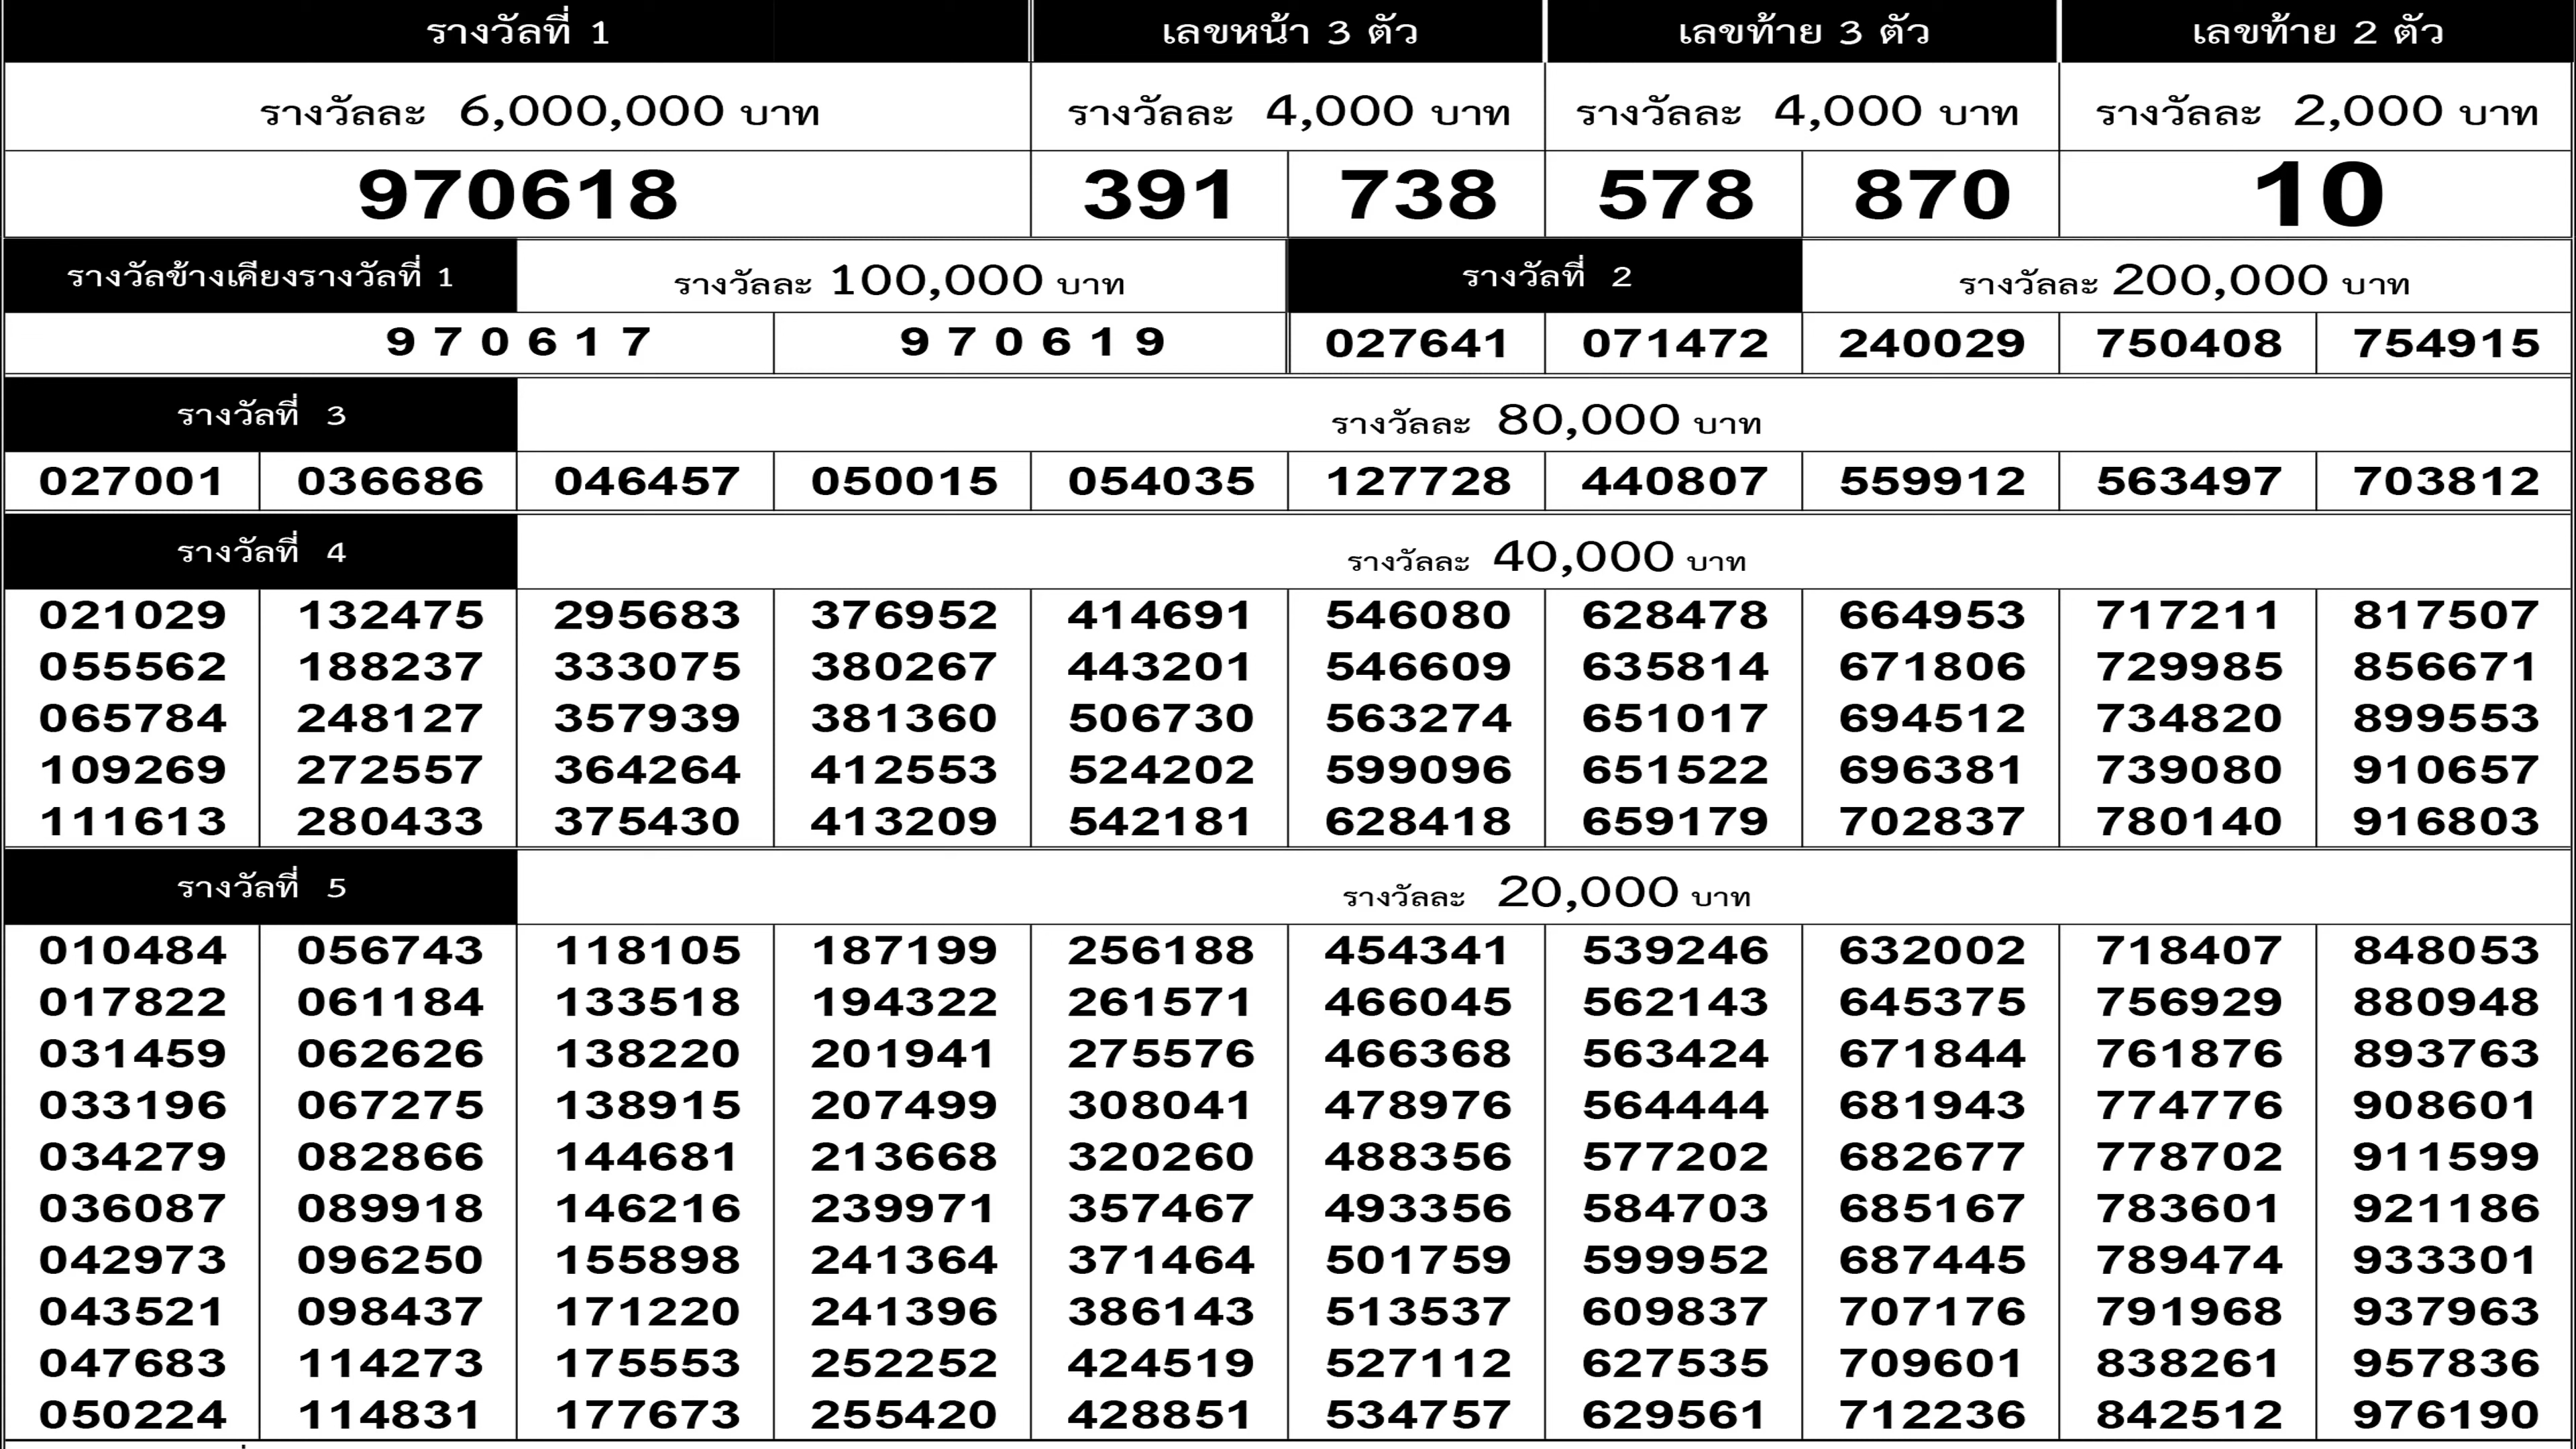 รางวัลที่ 1 เลขหน้า 3 ตัว เลขท้าย 3 ตัว เลขท้าย 2 ตัว
รางวัลละ 6,000,000 บาท รางวัลละ 4,000 บาท รางวัลละ 4,000 บาท รางวัลละ 2,000 บาท
970618 391 738 578 870 10
รางวัลข้างเคียงรางวัลที่ 1 รางวัลละ 100,000 บาท รางวัลที่ 2 รางวัลละ 200,000 บาท
9 7 0 6 1 7 9 7 0 6 1 9 027641 071472 240029 750408 754915
รางวัลที่ 3 รางวัลละ 80,000 บาท
027001 036686 046457 050015 054035 127728 440807 559912 563497 703812
รางวัลที่ 4 รางวัลละ 40,000 บาท
021029 132475 295683 376952 414691 546080 628478 664953 717211 817507
055562 188237 333075 380267 443201 546609 635814 671806 729985 856671
065784 248127 357939 381360 506730 563274 651017 694512 734820 899553
109269 272557 364264 412553 524202 599096 651522 696381 739080 910657
111613 280433 375430 413209 542181 628418 659179 702837 780140 916803
รางวัลที่ 5 รางวัลละ 20,000 บาท
010484 056743 118105 187199 256188 454341 539246 632002 718407 848053
017822 061184 133518 194322 261571 466045 562143 645375 756929 880948
031459 062626 138220 201941 275576 466368 563424 671844 761876 893763
033196 067275 138915 207499 308041 478976 564444 681943 774776 908601
034279 082866 144681 213668 320260 488356 577202 682677 778702 911599
036087 089918 146216 239971 357467 493356 584703 685167 783601 921186
042973 096250 155898 241364 371464 501759 599952 687445 789474 933301
043521 098437 171220 241396 386143 513537 609837 707176 791968 937963
047683 114273 175553 252252 424519 527112 627535 709601 838261 957836
050224 114831 177673 255420 428851 534757 629561 712236 842512 976190